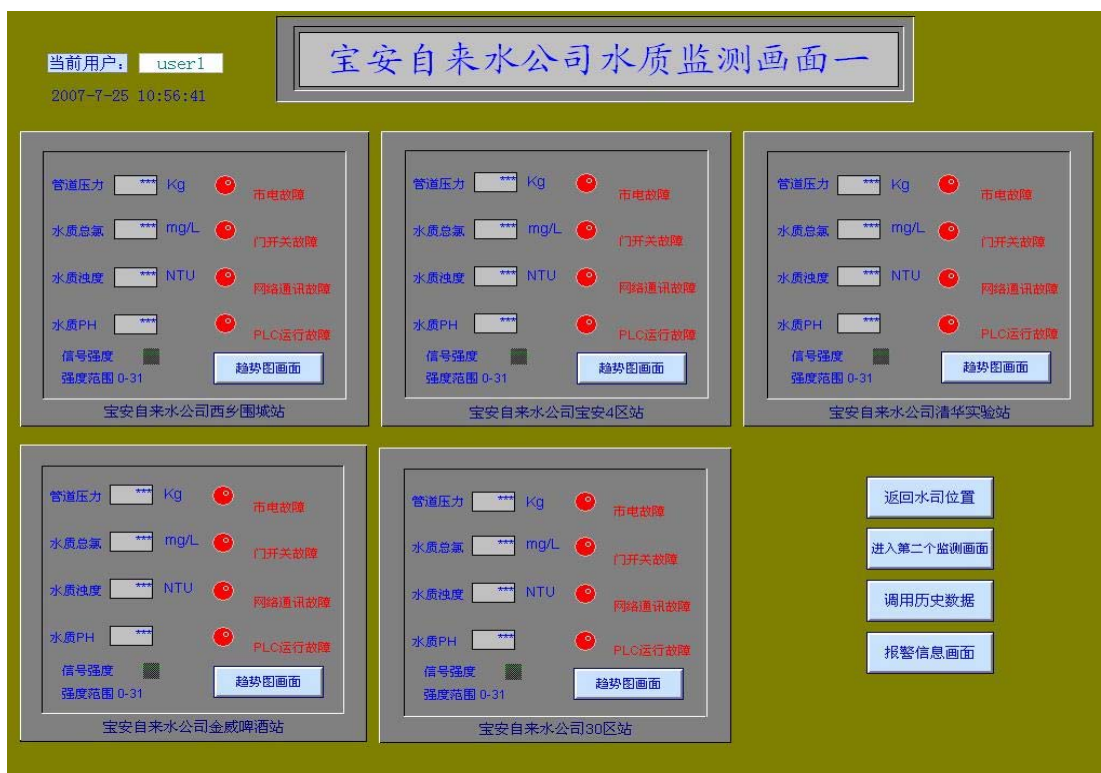 宝安自来水公司水质监测画面一
当前用户： user1
2007-7-25 10:56:41
管道压力 *** Kg 市电故障
水质总氯 *** mg/L 门开关故障
水质浊度 *** NTU 网络通讯故障
水质PH *** PLC运行故障
信号强度
强度范围 0-31
趋势图画面
宝安自来水公司西乡围城站
管道压力 *** Kg 市电故障
水质总氯 *** mg/L 门开关故障
水质浊度 *** NTU 网络通讯故障
水质PH *** PLC运行故障
信号强度
强度范围 0-31
趋势图画面
宝安自来水公司宝安4区站
管道压力 *** Kg 市电故障
水质总氯 *** mg/L 门开关故障
水质浊度 *** NTU 网络通讯故障
水质PH *** PLC运行故障
信号强度
强度范围 0-31
趋势图画面
宝安自来水公司清华实验站
管道压力 *** Kg 市电故障
水质总氯 *** mg/L 门开关故障
水质浊度 *** NTU 网络通讯故障
水质PH *** PLC运行故障
信号强度
强度范围 0-31
趋势图画面
宝安自来水公司金威啤酒站
管道压力 *** Kg 市电故障
水质总氯 *** mg/L 门开关故障
水质浊度 *** NTU 网络通讯故障
水质PH *** PLC运行故障
信号强度
强度范围 0-31
趋势图画面
宝安自来水公司30区站
返回水司位置
进入第二个监测画面
调用历史数据
报警信息画面